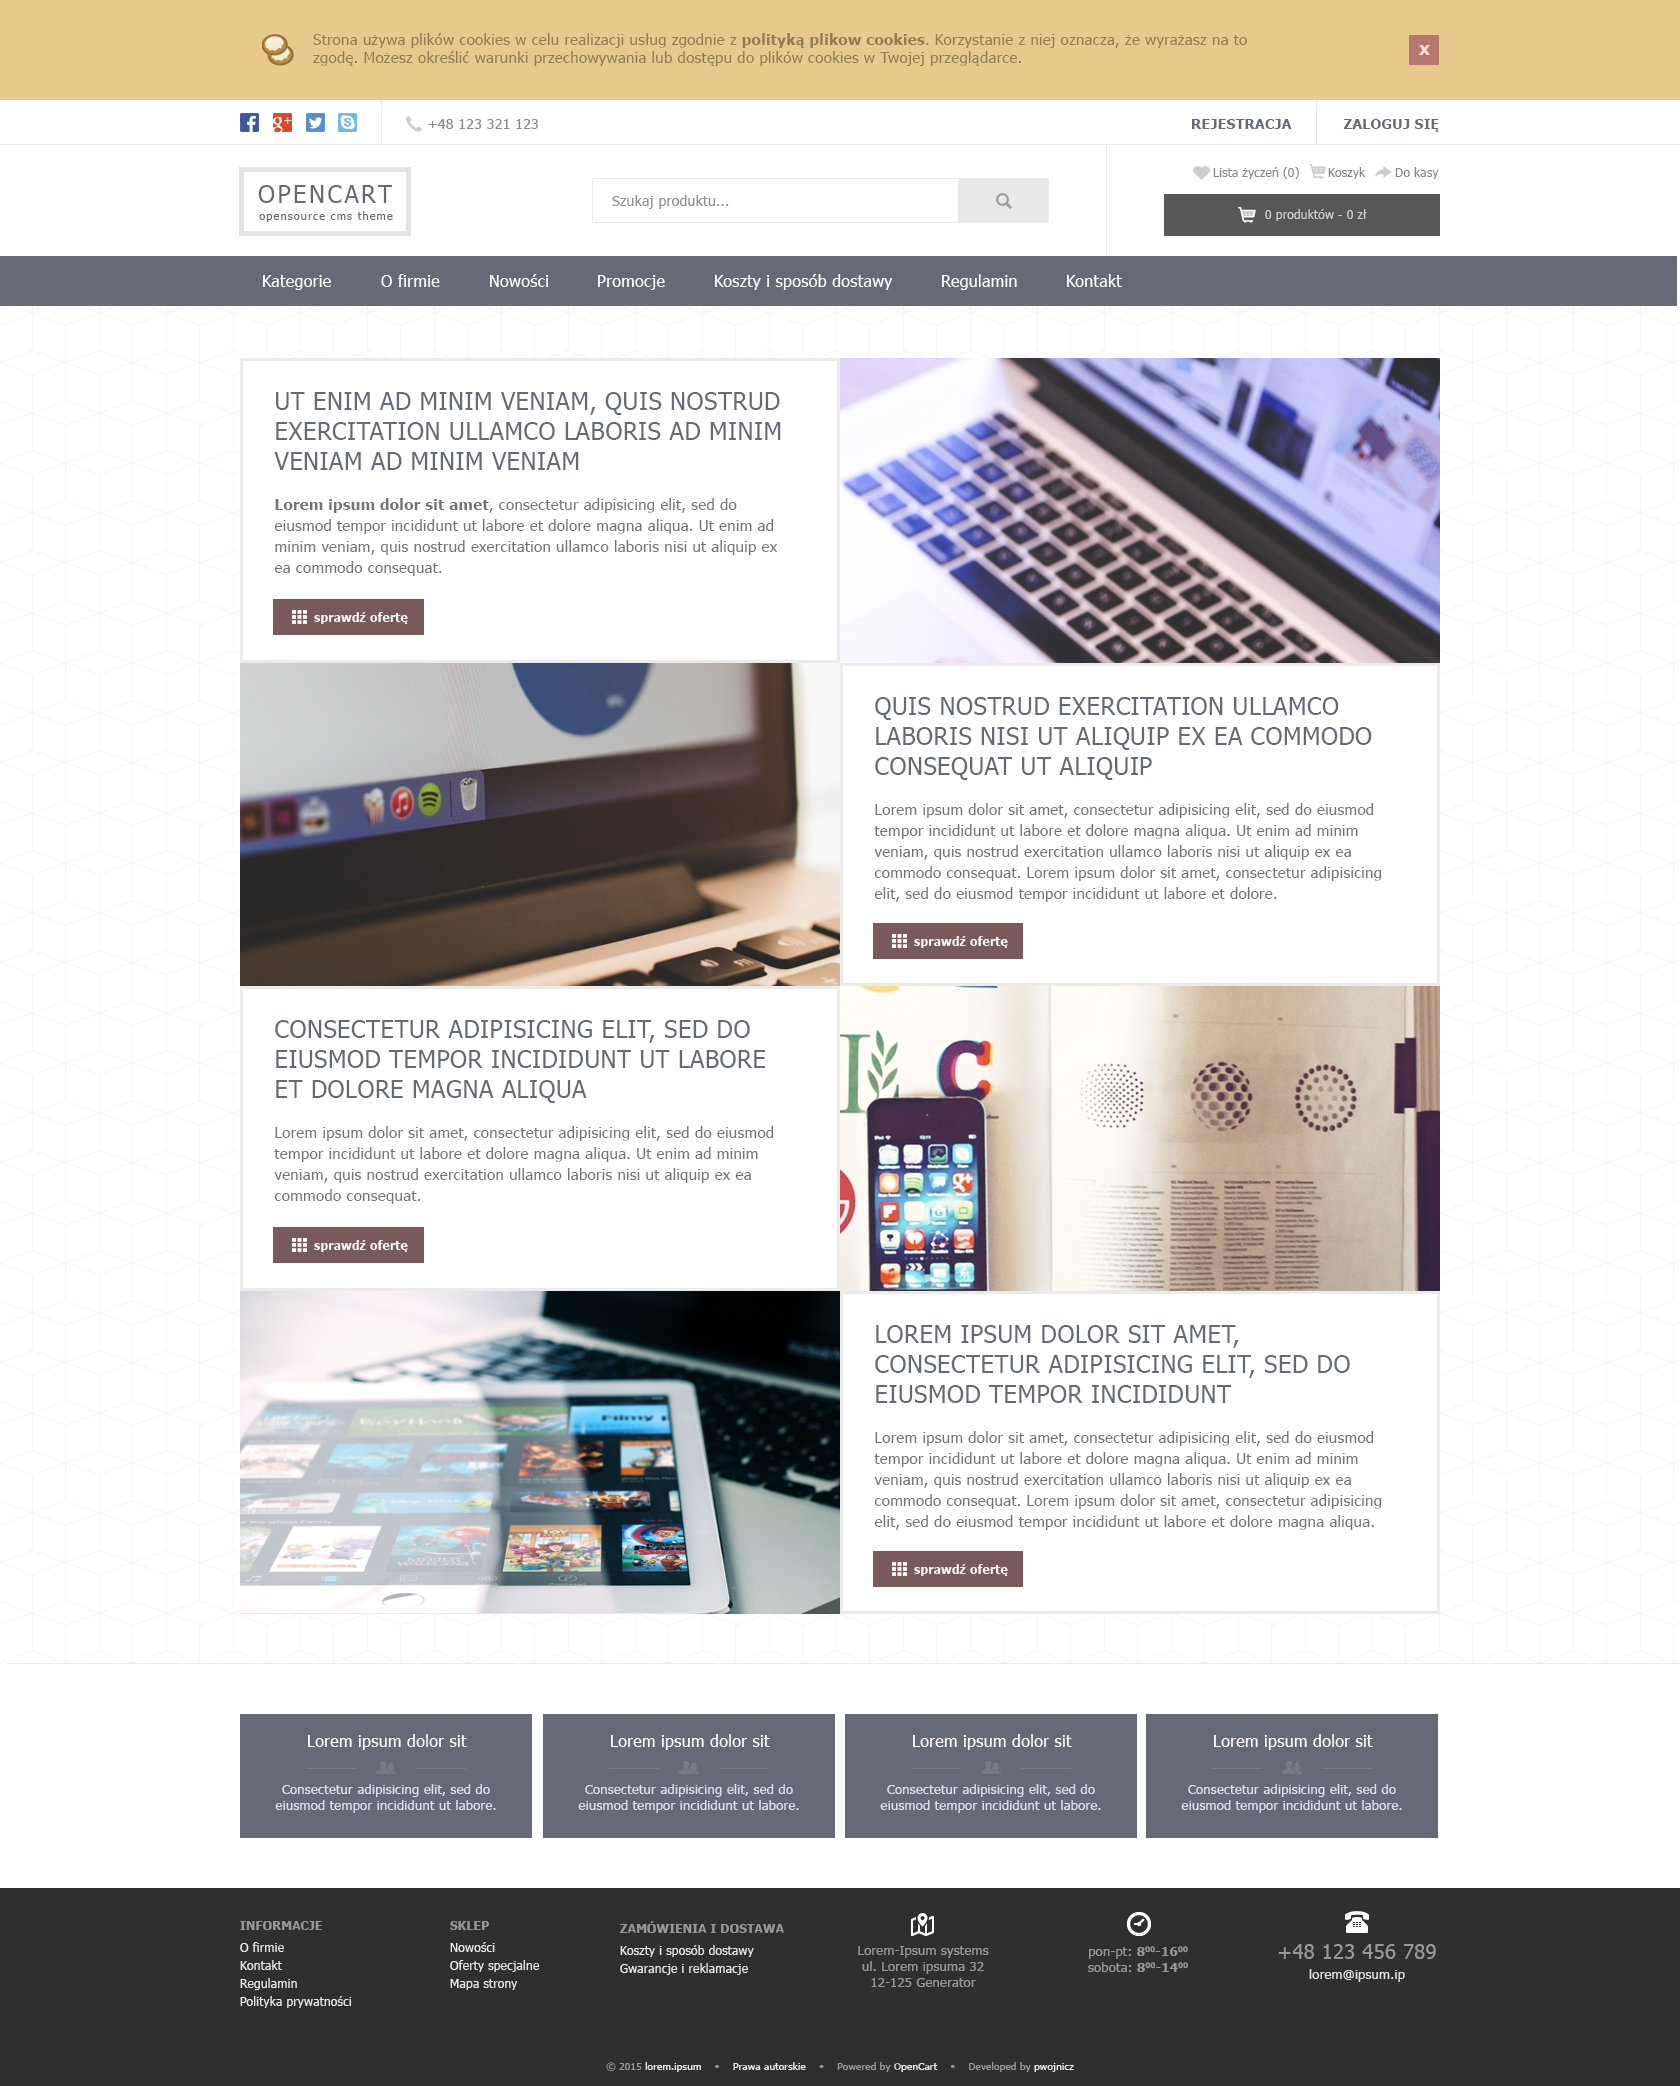 Strona używa plików cookies w celu realizacji usług zgodnie z polityką plikow cookies. Korzystanie z niej oznacza, że wyrażasz na to
zgodę. Możesz określić warunki przechowywania lub dostępu do plików cookies w Twojej przeglądarce.
X
+48 123 321 123
REJESTRACJA
ZALOGUJ SIĘ
OPENCART
opensource cms theme
Szukaj produktu...
Lista życzeń (0)
Koszyk
Do kasy
0 produktów - 0 zł
Kategorie
O firmie
Nowości
Promocje
Koszty i sposób dostawy
Regulamin
Kontakt
UT ENIM AD MINIM VENIAM, QUIS NOSTRUD
EXERCITATION ULLAMCO LABORIS AD MINIM
VENIAM AD MINIM VENIAM
Lorem ipsum dolor sit amet, consectetur adipisicing elit, sed do
eiusmod tempor incididunt ut labore et dolore magna aliqua. Ut enim ad
minim veniam, quis nostrud exercitation ullamco laboris nisi ut aliquip ex
ea commodo consequat.
sprawdź ofertę
QUIS NOSTRUD EXERCITATION ULLAMCO
LABORIS NISI UT ALIQUIP EX EA COMMODO
CONSEQUAT UT ALIQUIP
Lorem ipsum dolor sit amet, consectetur adipisicing elit, sed do eiusmod
tempor incididunt ut labore et dolore magna aliqua. Ut enim ad minim
veniam, quis nostrud exercitation ullamco laboris nisi ut aliquip ex ea
commodo consequat. Lorem ipsum dolor sit amet, consectetur adipisicing
elit, sed do eiusmod tempor incididunt ut labore et dolore.
sprawdź ofertę
CONSECTETUR ADIPISICING ELIT, SED DO
EIUSMOD TEMPOR INCIDIDUNT UT LABORE
ET DOLORE MAGNA ALIQUA
Lorem ipsum dolor sit amet, consectetur adipisicing elit, sed do eiusmod
tempor incididunt ut labore et dolore magna aliqua. Ut enim ad minim
veniam, quis nostrud exercitation ullamco laboris nisi ut aliquip ex ea
commodo consequat.
sprawdź ofertę
C
LOREM IPSUM DOLOR SIT AMET,
CONSECTETUR ADIPISICING ELIT, SED DO
EIUSMOD TEMPOR INCIDIDUNT
Lorem ipsum dolor sit amet, consectetur adipisicing elit, sed do eiusmod
tempor incididunt ut labore et dolore magna aliqua. Ut enim ad minim
veniam, quis nostrud exercitation ullamco laboris nisi ut aliquip ex ea
commodo consequat. Lorem ipsum dolor sit amet, consectetur adipisicing
elit, sed do eiusmod tempor incididunt ut labore et dolore magna aliqua.
sprawdź ofertę
Filmy
Lorem ipsum dolor sit
Consectetur adipisicing elit, sed do
eiusmod tempor incididunt ut labore.
Lorem ipsum dolor sit
Consectetur adipisicing elit, sed do
eiusmod tempor incididunt ut labore.
Lorem ipsum dolor sit
Consectetur adipisicing elit, sed do
eiusmod tempor incididunt ut labore.
Lorem ipsum dolor sit
Consectetur adipisicing elit, sed do
eiusmod tempor incididunt ut labore.
INFORMACJE
O firmie
Kontakt
Regulamin
Polityka prywatności
SKLEP
Nowości
Oferty specjalne
Mapa strony
ZAMÓWIENIA I DOSTAWA
Koszty i sposób dostawy
Gwarancje i reklamacje
Lorem-Ipsum systems
ul. Lorem ipsuma 32
12-125 Generator
pon-pt: 8⁰⁰-16⁰⁰
sobota: 8⁰⁰-14⁰⁰
+48 123 456 789
lorem@ipsum.ip
© 2015 lorem.ipsum • Prawa autorskie • Powered by OpenCart • Developed by pwojnicz